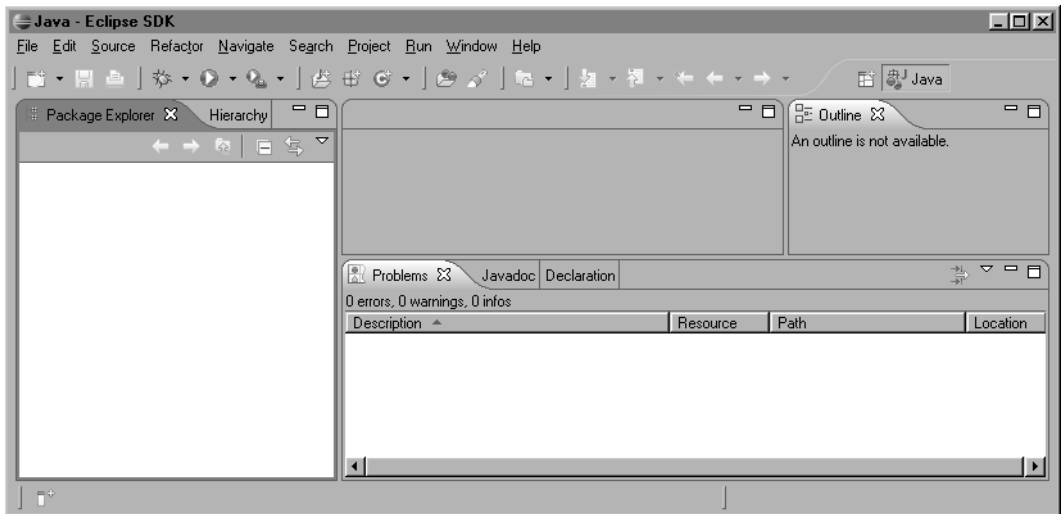 Java - Eclipse SDK
File Edit Source Refactor Navigate Search Project Run Window Help
Java
Package Explorer Hierarchy
Outline
An outline is not available.
Problems Javadoc Declaration
0 errors, 0 warnings, 0 infos
Description Resource Path Location